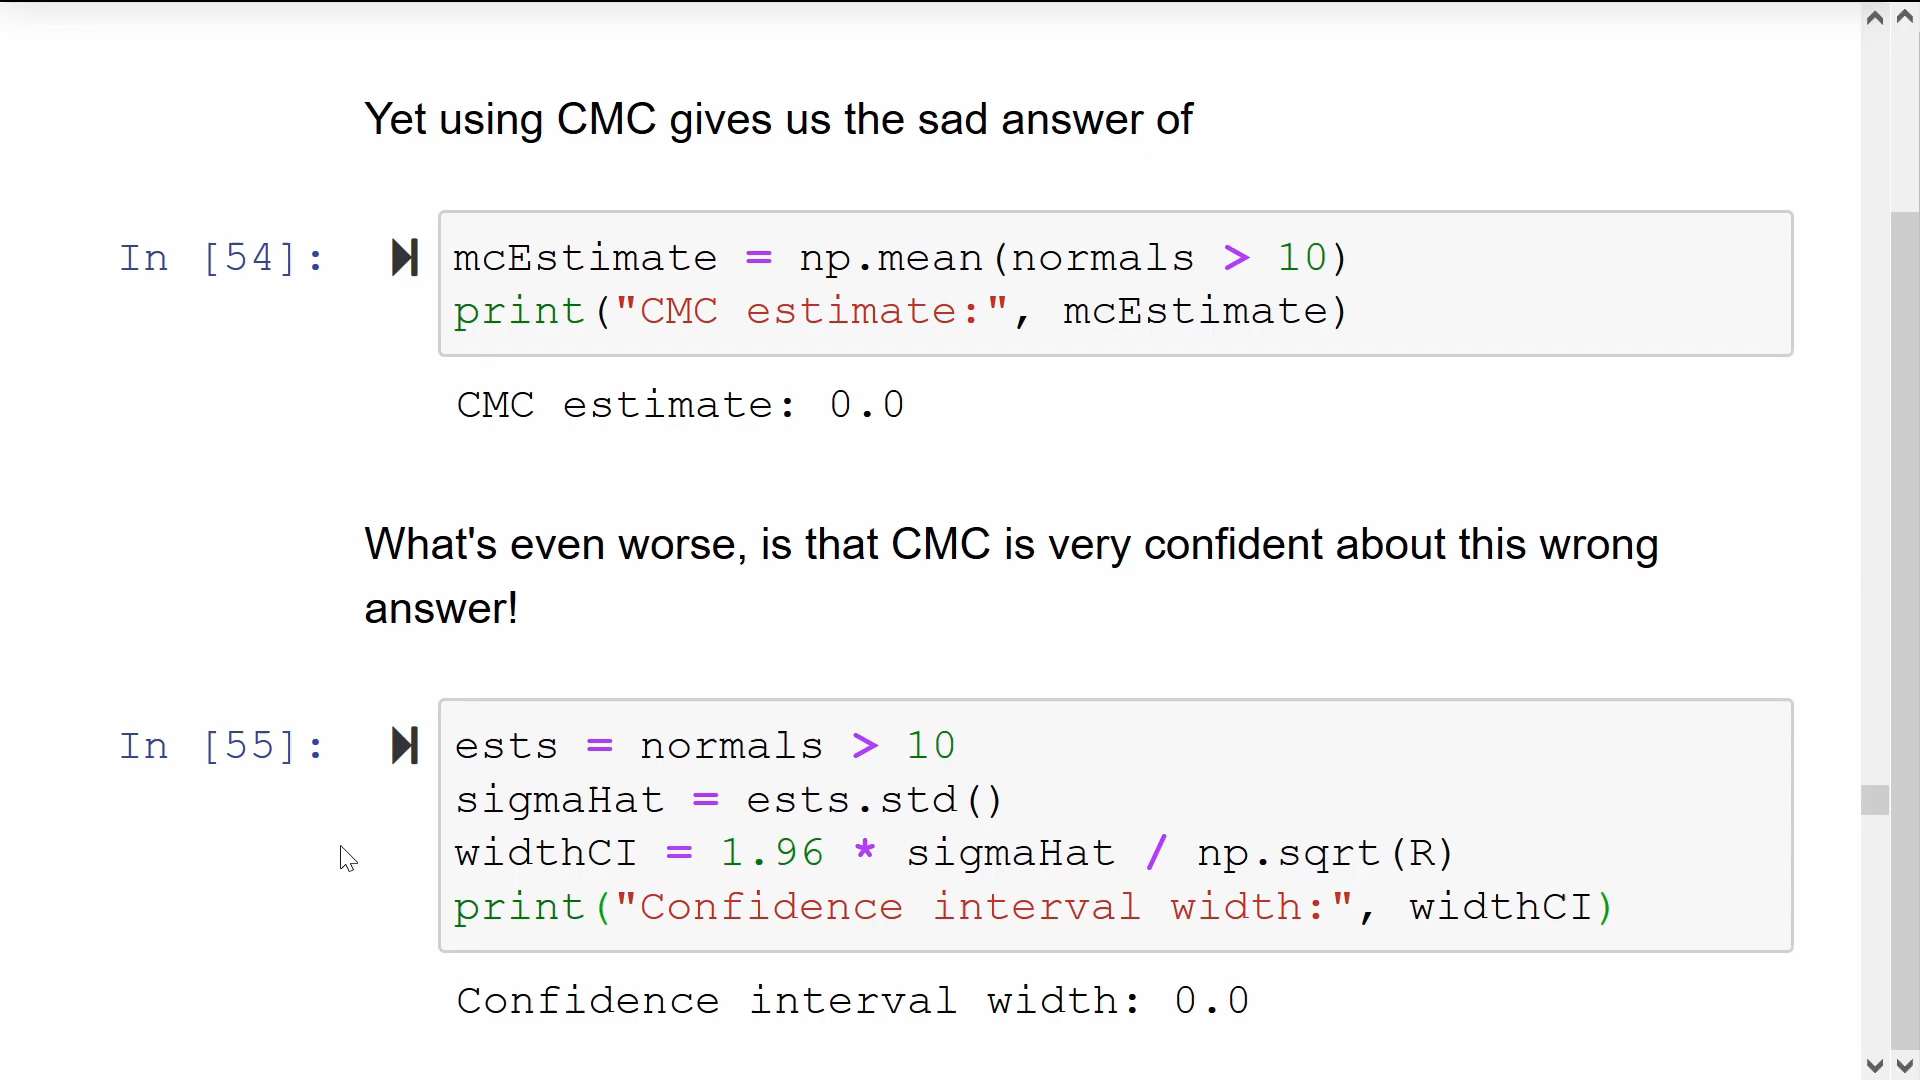 Yet using CMC gives us the sad answer of
In [54]:
mcEstimate = np.mean(normals > 10)
print("CMC estimate:", mcEstimate)
CMC estimate: 0.0
What's even worse, is that CMC is very confident about this wrong
answer!
In [55]:
ests = normals > 10
sigmaHat = ests.std()
widthCI = 1.96 * sigmaHat / np.sqrt(R)
print("Confidence interval width:", widthCI)
Confidence interval width: 0.0